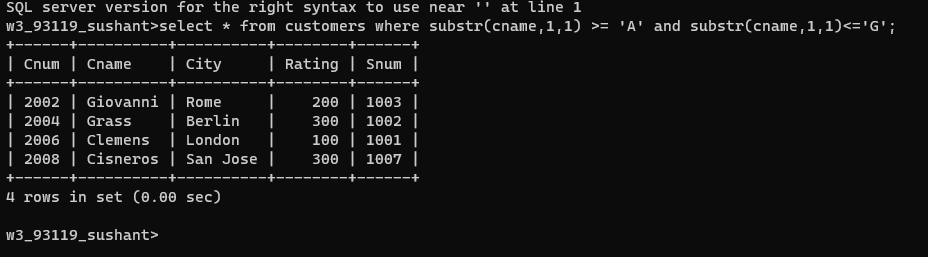 SQL server version for the right syntax to use near '' at line 1
w3_93119_sushant>select * from customers where substr(cname,1,1) >= 'A' and substr(cname,1,1)<='G';
+------+----------+----------+--------+------+
| Cnum | Cname    | City     | Rating | Snum |
+------+----------+----------+--------+------+
| 2002 | Giovanni | Rome     |    200 | 1003 |
| 2004 | Grass    | Berlin   |    300 | 1002 |
| 2006 | Clemens  | London   |    100 | 1001 |
| 2008 | Cisneros | San Jose |    300 | 1007 |
+------+----------+----------+--------+------+
4 rows in set (0.00 sec)
w3_93119_sushant>